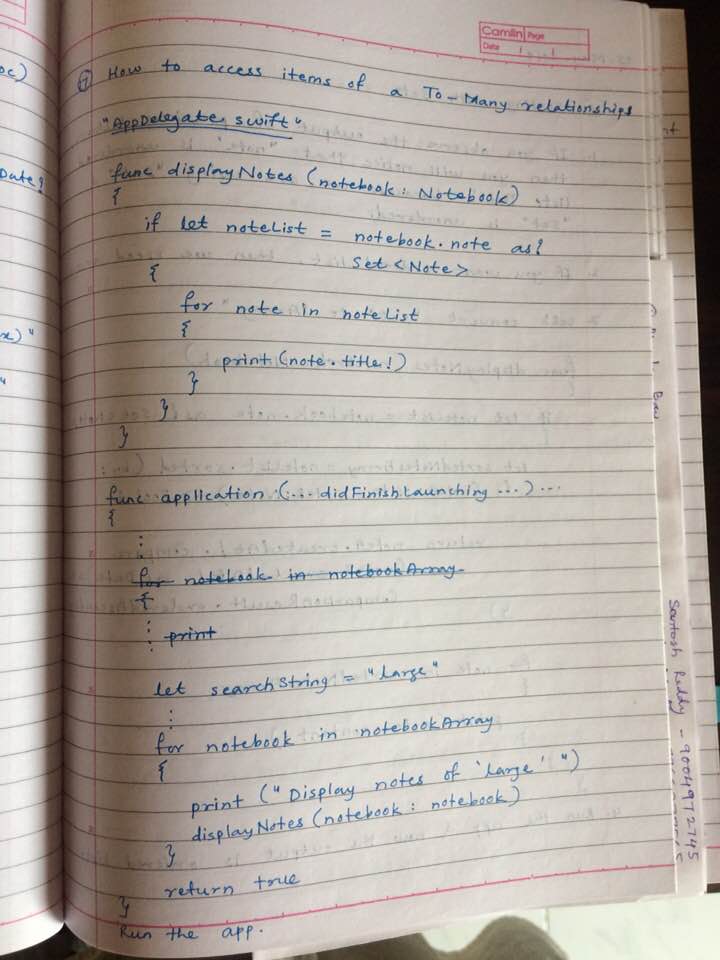 Camlin Page
Date / /
⑦ How to access items of a To-Many relationships
"AppDelegate.swift"
func displayNotes (notebook: Notebook)
{
if let noteList = notebook.note as?
Set <Note>
{
for note in noteList
{
print (note.title!)
}
}
}
func application (... didFinishLaunching ...) ...
{
⋮
for notebook in notebookArray
{
⋮ print
let searchString = "large"
⋮
for notebook in notebookArray
{
print ("Display notes of 'large' ")
displayNotes (notebook: notebook)
}
return true
}
Run the app.
oc)
Date?
x)"
Santosh Reddy - 9004972745